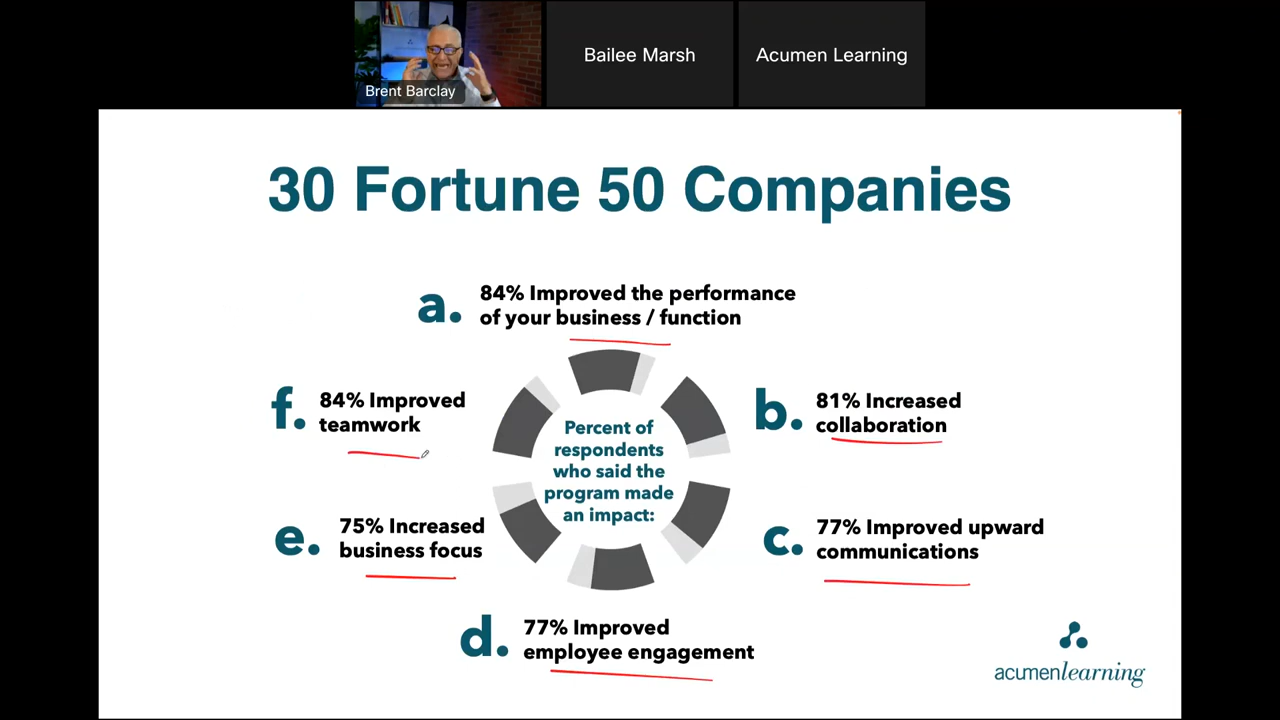 Brent Barclay
Bailee Marsh
Acumen Learning
30 Fortune 50 Companies
a. 84% Improved the performance
of your business / function
b. 81% Increased
collaboration
c. 77% Improved upward
communications
d. 77% Improved
employee engagement
e. 75% Increased
business focus
f. 84% Improved
teamwork
Percent of
respondents
who said the
program made
an impact:
acumenlearning